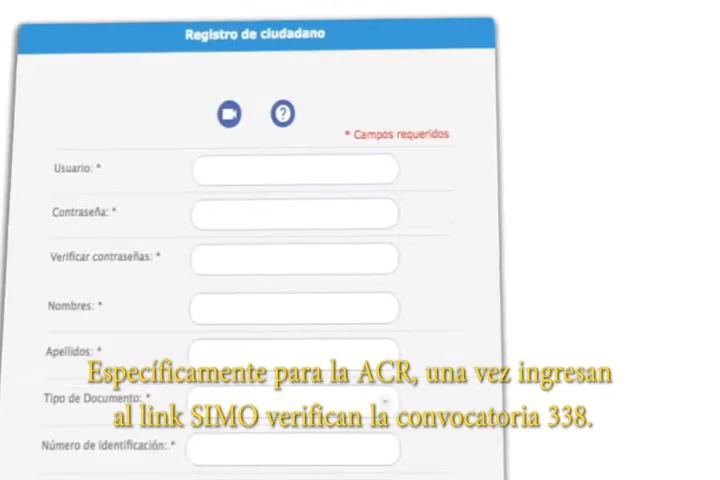 Registro de ciudadano
* Campos requeridos
Usuario: *
Contraseña: *
Verificar contraseñas: *
Nombres: *
Apellidos: *
Tipo de Documento: *
Número de identificación: *
Específicamente para la ACR, una vez ingresan
al link SIMO verifican la convocatoria 338.